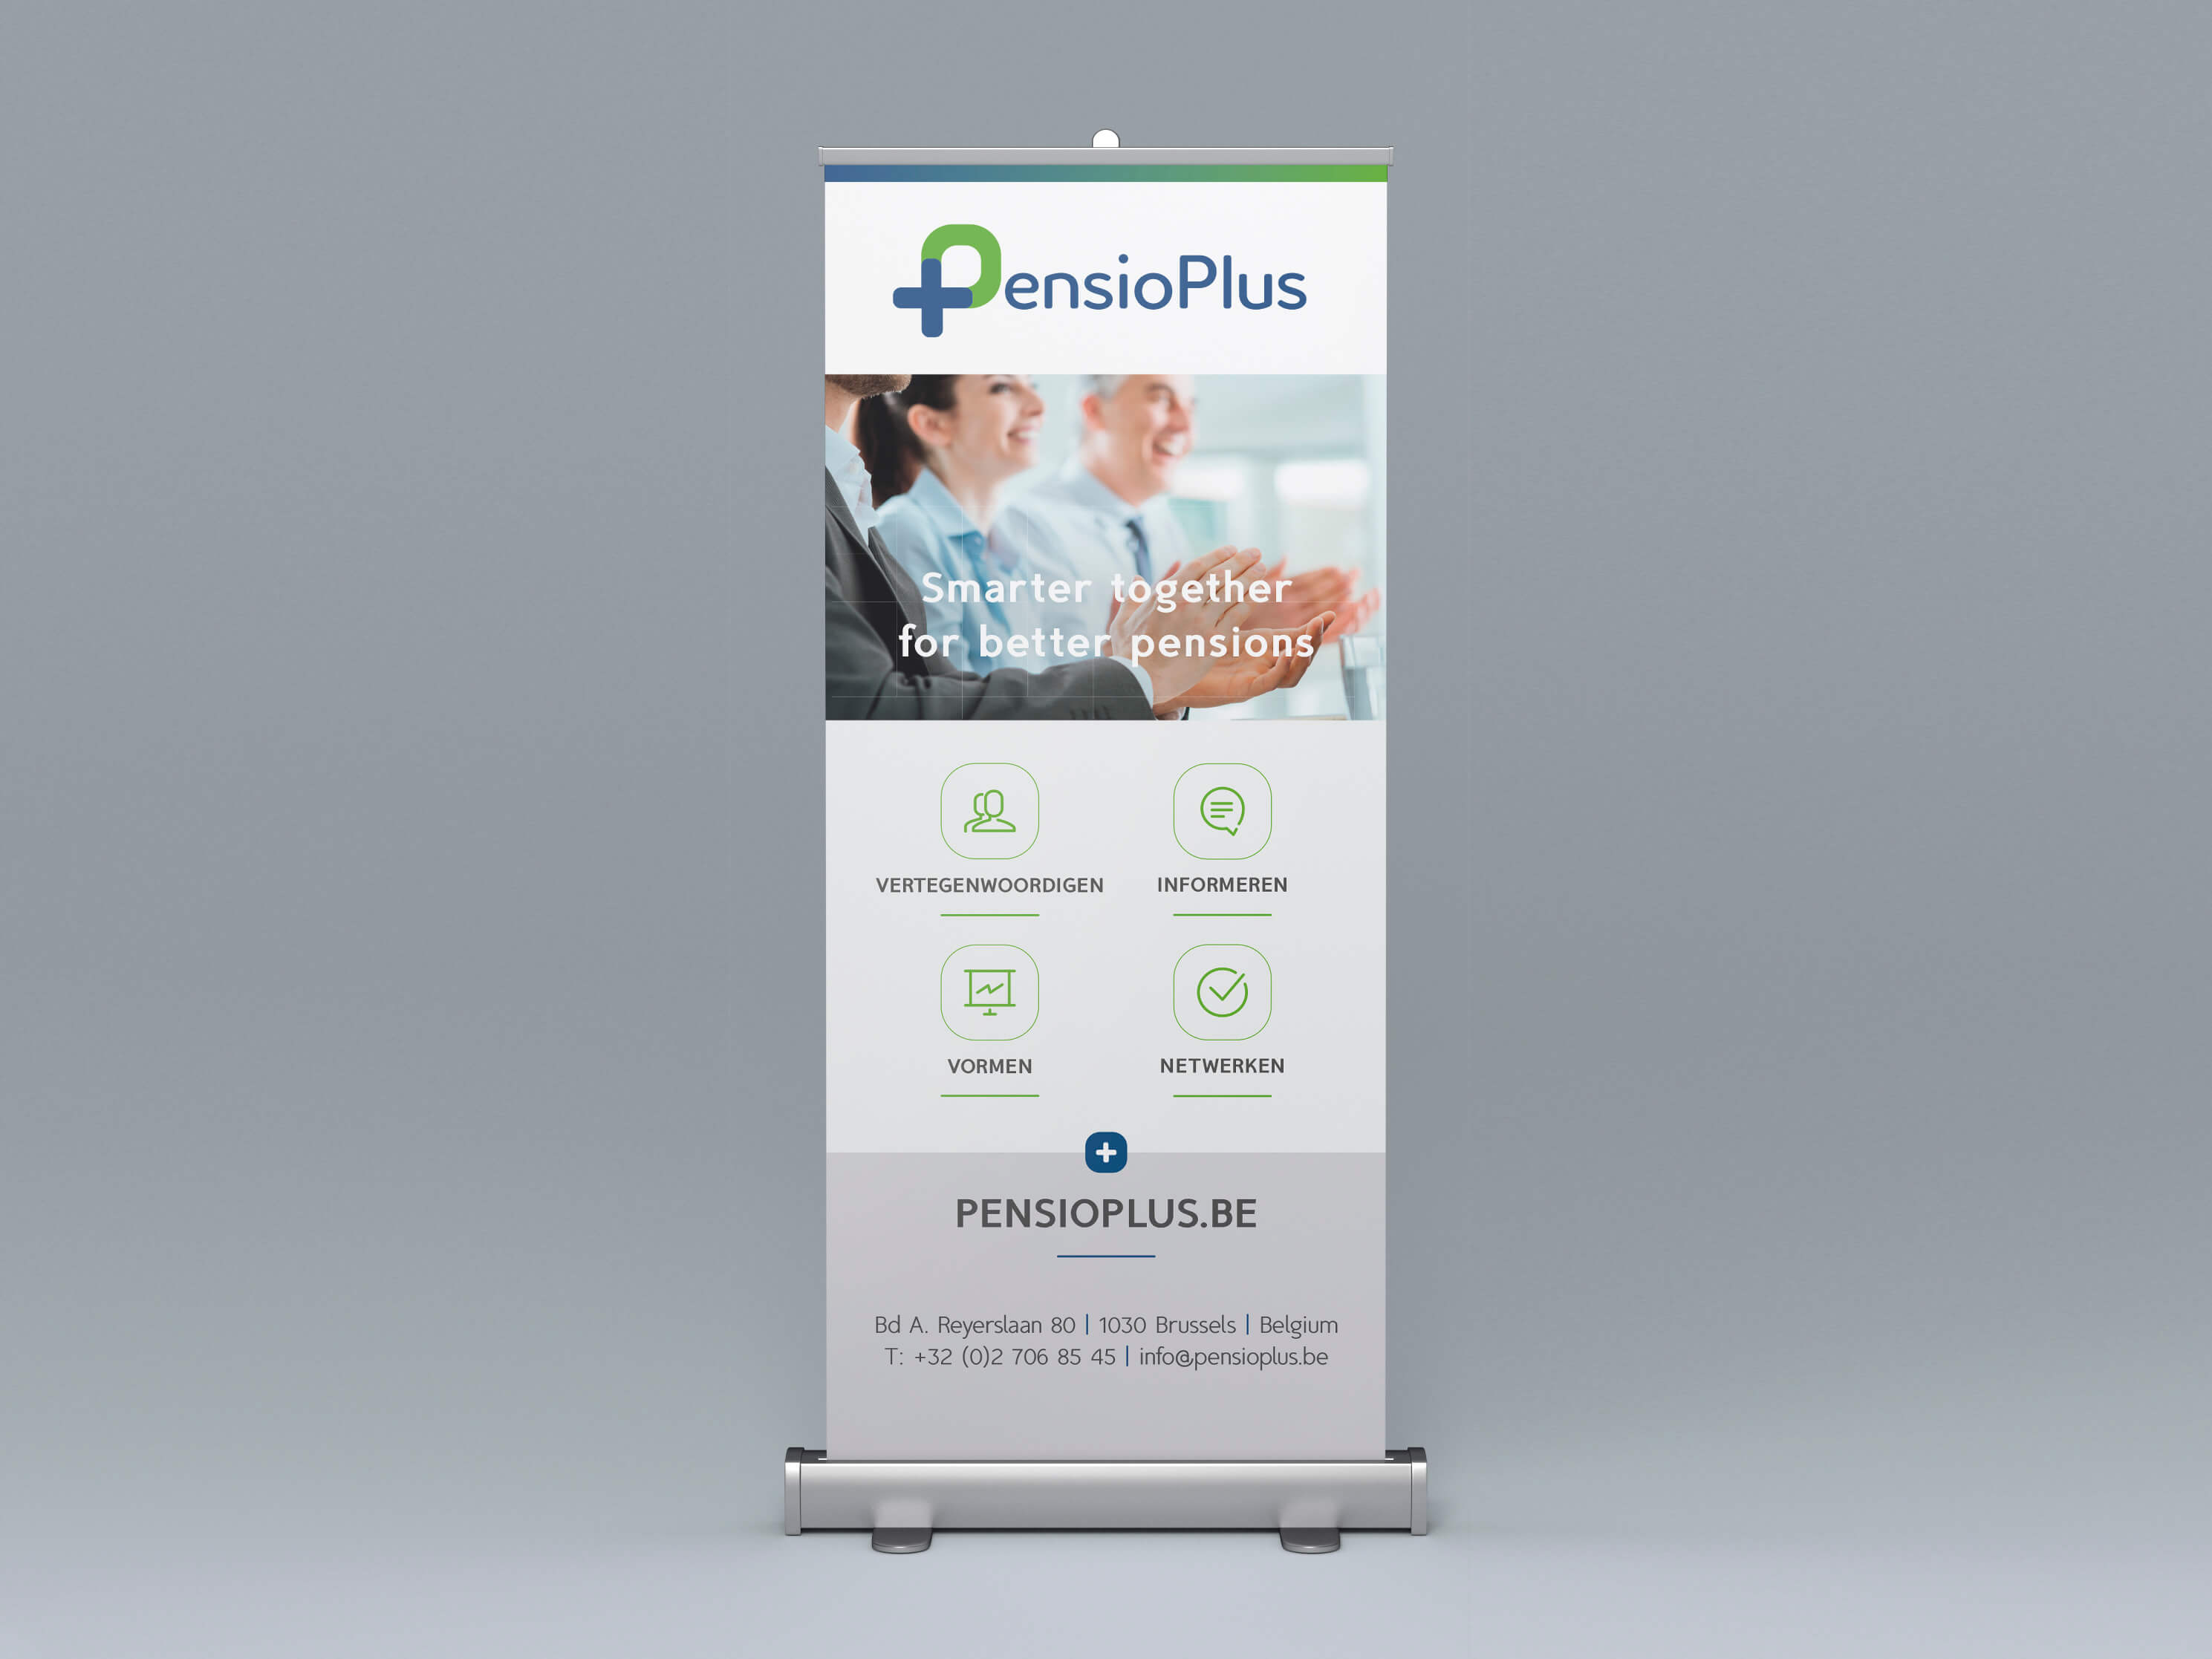 PensioPlus
Smarter together
for better pensions
VERTEGENWOORDIGEN
INFORMEREN
VORMEN
NETWERKEN
PENSIOPLUS.BE
Bd A. Reyerslaan 80 | 1030 Brussels | Belgium
T: +32 (0)2 706 85 45 | info@pensioplus.be